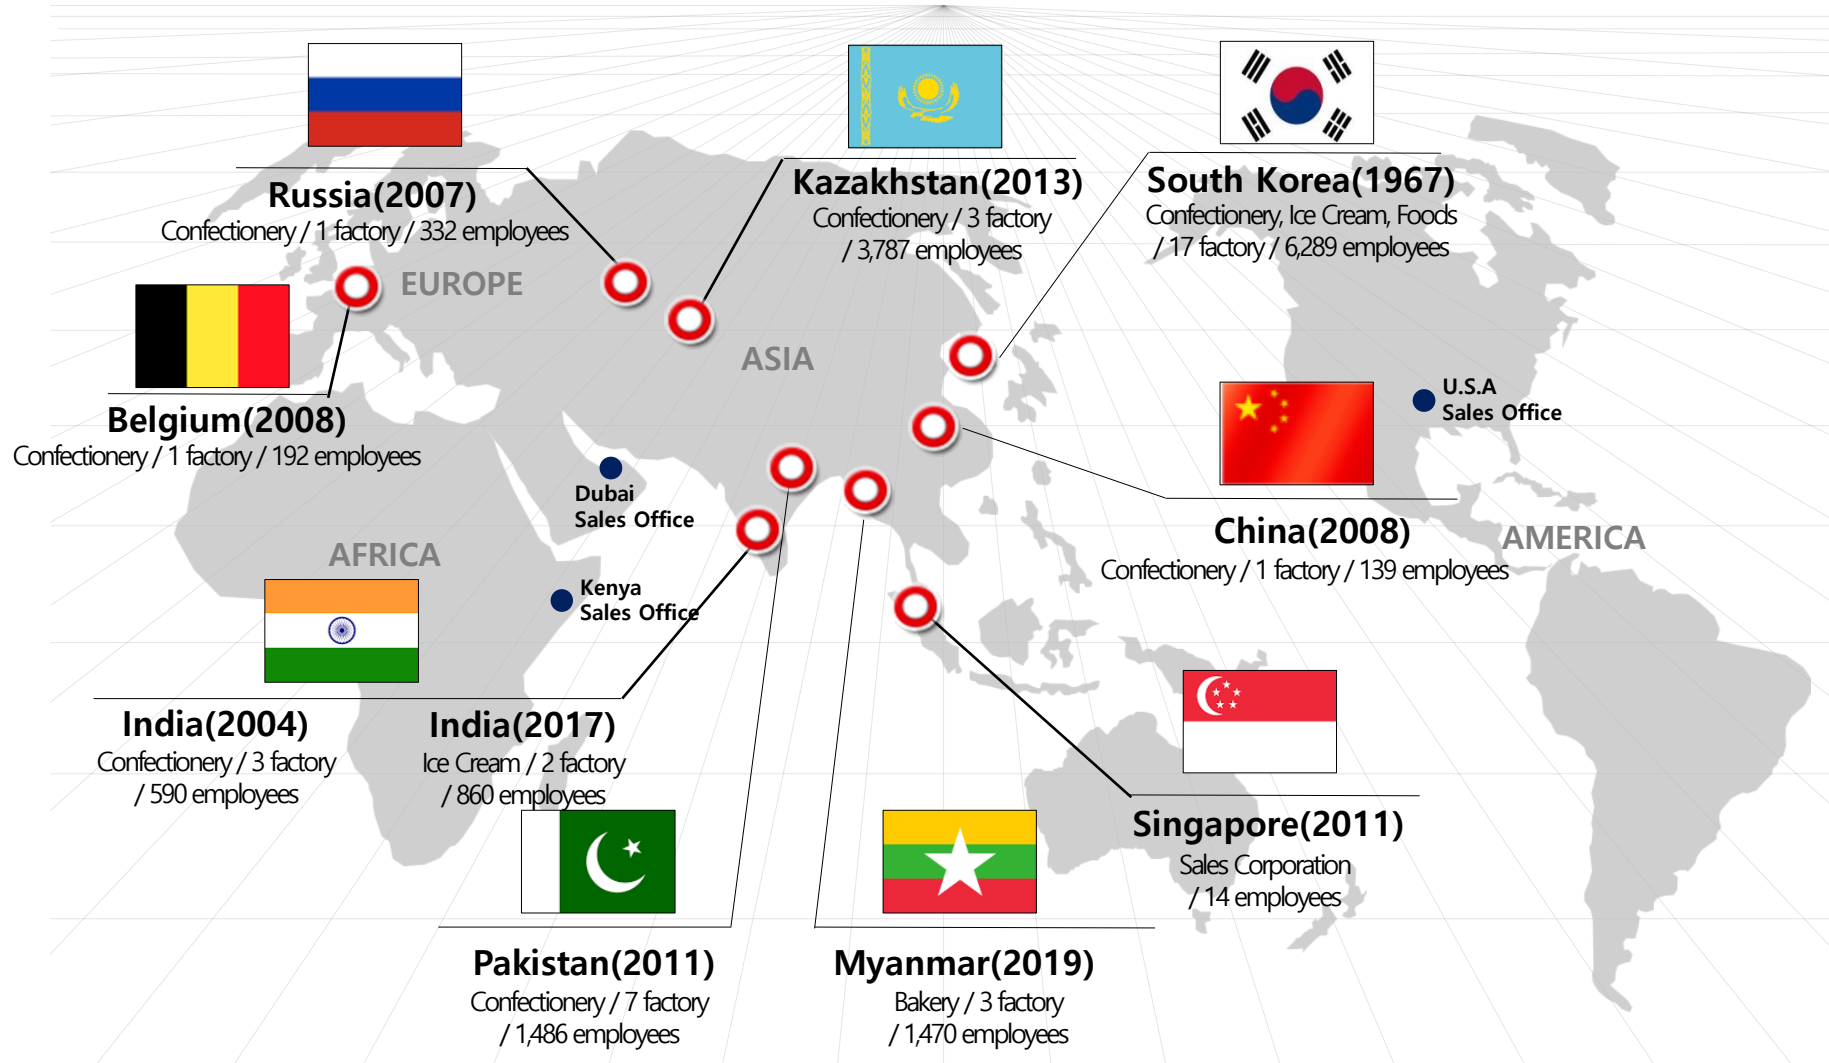 Russia(2007)
Confectionery / 1 factory / 332 employees
Kazakhstan(2013)
Confectionery / 3 factory
/ 3,787 employees
South Korea(1967)
Confectionery, Ice Cream, Foods
/ 17 factory / 6,289 employees
EUROPE
ASIA
Belgium(2008)
Confectionery / 1 factory / 192 employees
U.S.A
Sales Office
Dubai
Sales Office
China(2008)
Confectionery / 1 factory / 139 employees
AMERICA
AFRICA
Kenya
Sales Office
India(2004)
Confectionery / 3 factory
/ 590 employees
India(2017)
Ice Cream / 2 factory
/ 860 employees
Singapore(2011)
Sales Corporation
/ 14 employees
Pakistan(2011)
Confectionery / 7 factory
/ 1,486 employees
Myanmar(2019)
Bakery / 3 factory
/ 1,470 employees